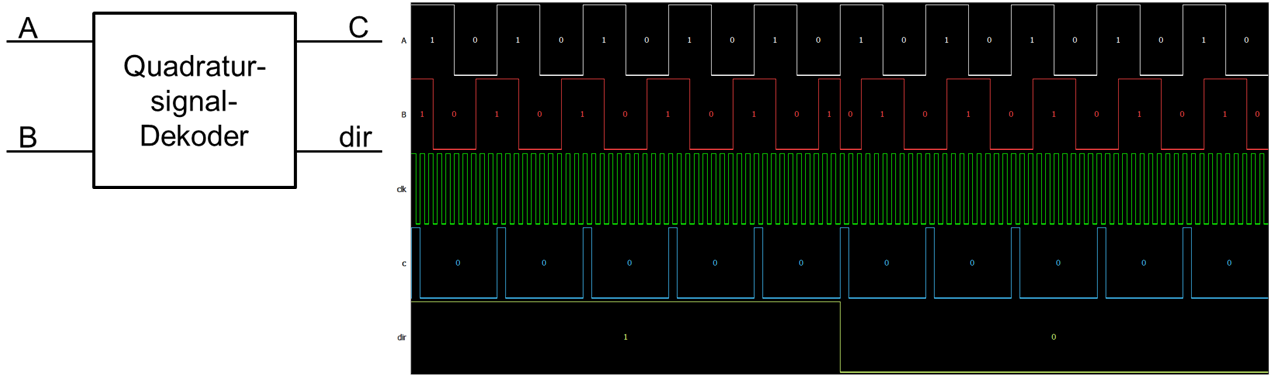 A
B
Quadratur-
signal-
Dekoder
C
dir
A 1 0 1 0 1 0 1 0 1 0 1 0 1 0 1 0 1 0 1 0
B 1 0 1 0 1 0 1 0 1 0 1 0 1 0 1 0 1 0 1 0 1 0
clk
c 0 0 0 0 0 0 0 0 0 0
dir 1 0